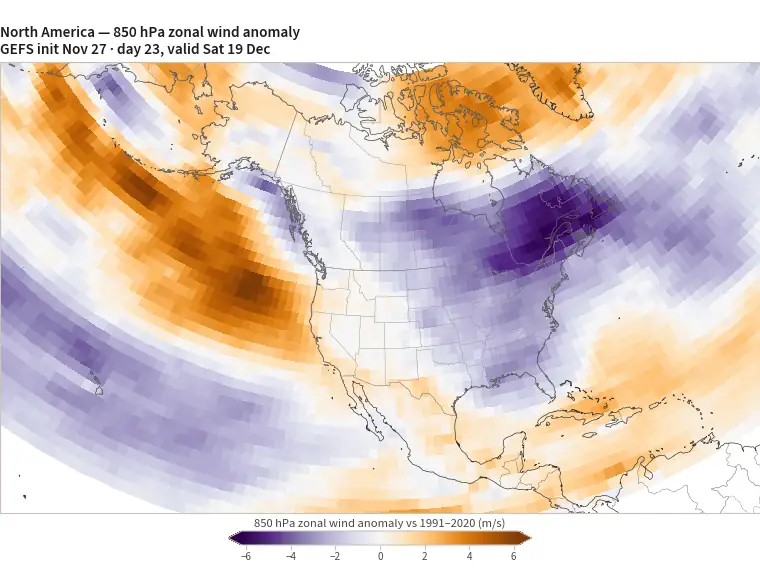 North America — 850 hPa zonal wind anomaly
GEFS init Nov 27 · day 23, valid Sat 19 Dec
850 hPa zonal wind anomaly vs 1991–2020 (m/s)
−6 −4 −2 0 2 4 6